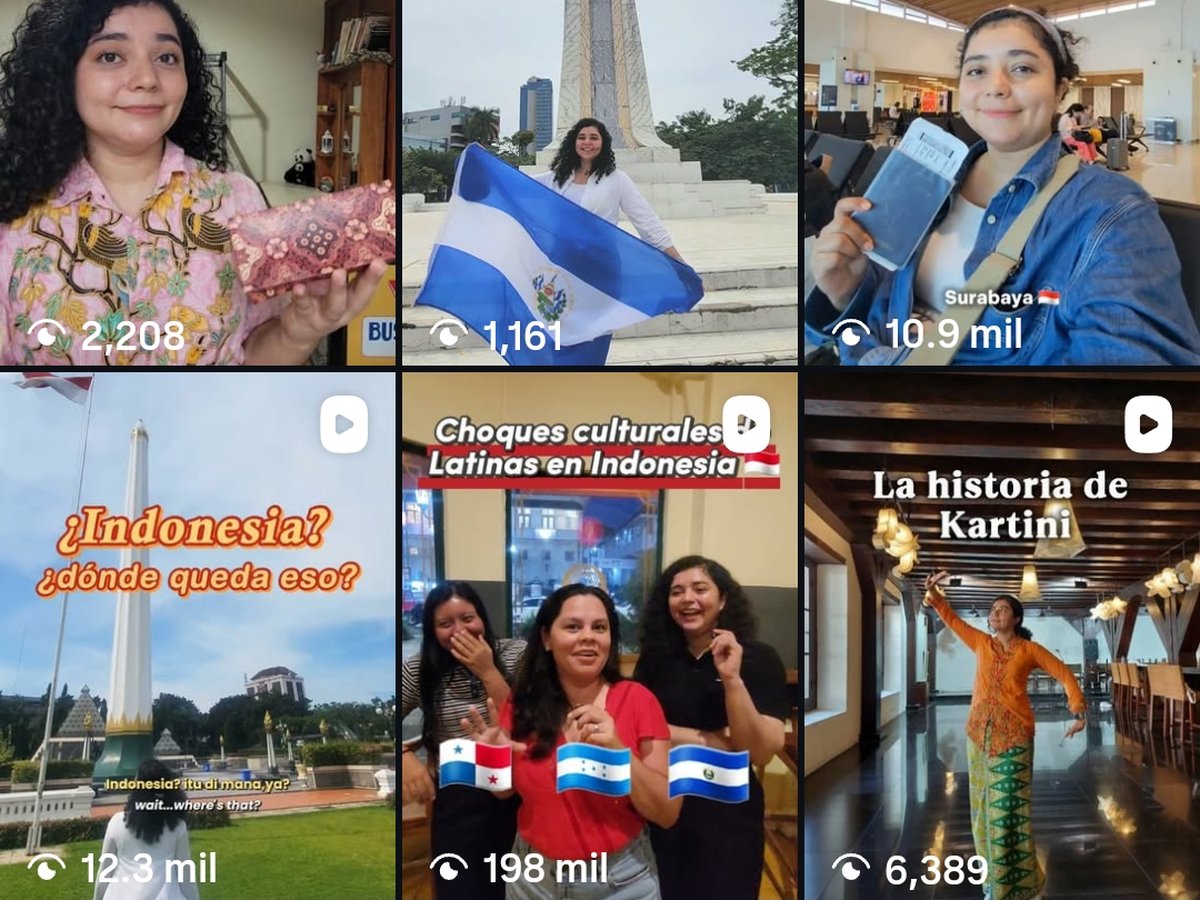 BUS
2,208
1,161
Surabaya
10.9 mil
¿Indonesia?
¿dónde queda eso?
Indonesia? itu di mana,ya?
wait...where's that?
12.3 mil
Choques culturales
Latinas en Indonesia
198 mil
La historia de
Kartini
6,389